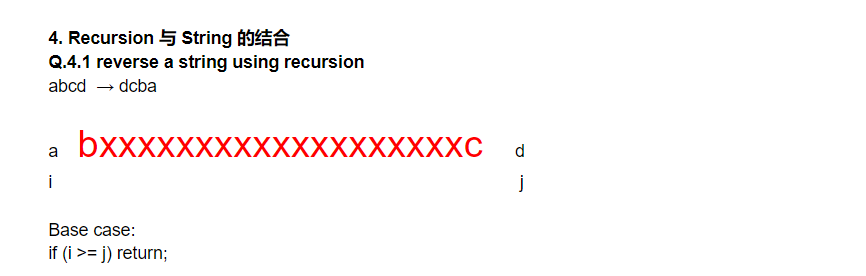 4. Recursion 与 String 的结合
Q.4.1 reverse a string using recursion
abcd → dcba
a bxxxxxxxxxxxxxxxxxxxc d
i j
Base case:
if (i >= j) return;